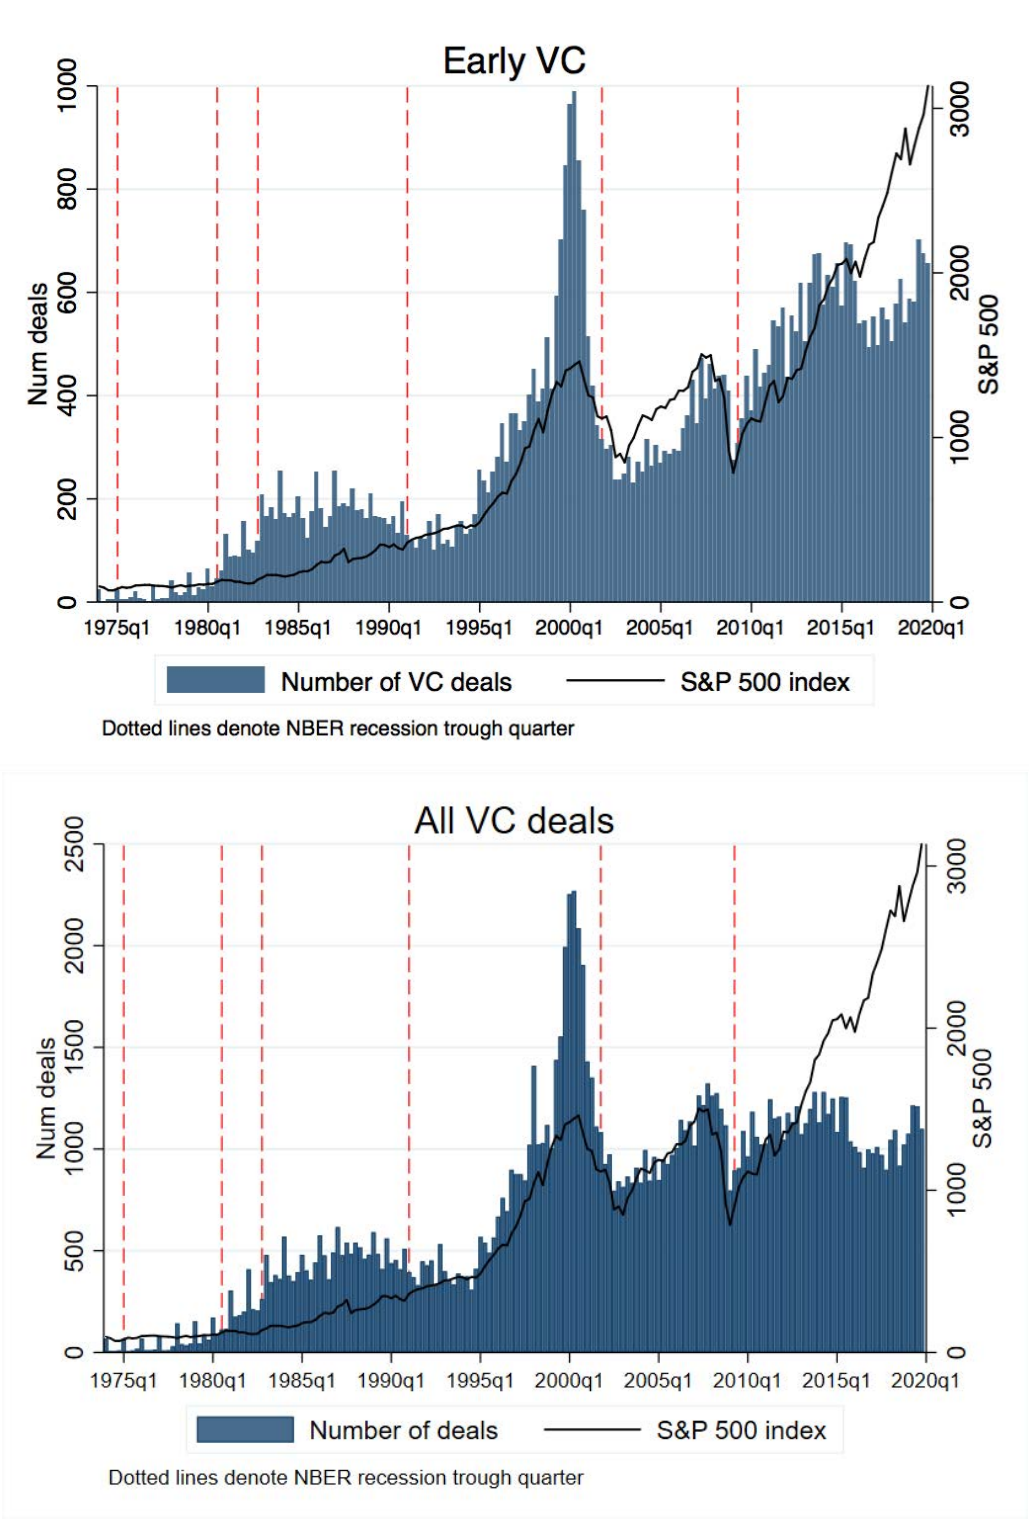 Early VC
1000
800
600
400
200
0
Num deals
3000
2000
1000
0
S&P 500
1975q1 1980q1 1985q1 1990q1 1995q1 2000q1 2005q1 2010q1 2015q1 2020q1
Number of VC deals S&P 500 index
Dotted lines denote NBER recession trough quarter
All VC deals
2500
2000
1500
1000
500
0
Num deals
3000
2000
1000
0
S&P 500
1975q1 1980q1 1985q1 1990q1 1995q1 2000q1 2005q1 2010q1 2015q1 2020q1
Number of deals S&P 500 index
Dotted lines denote NBER recession trough quarter